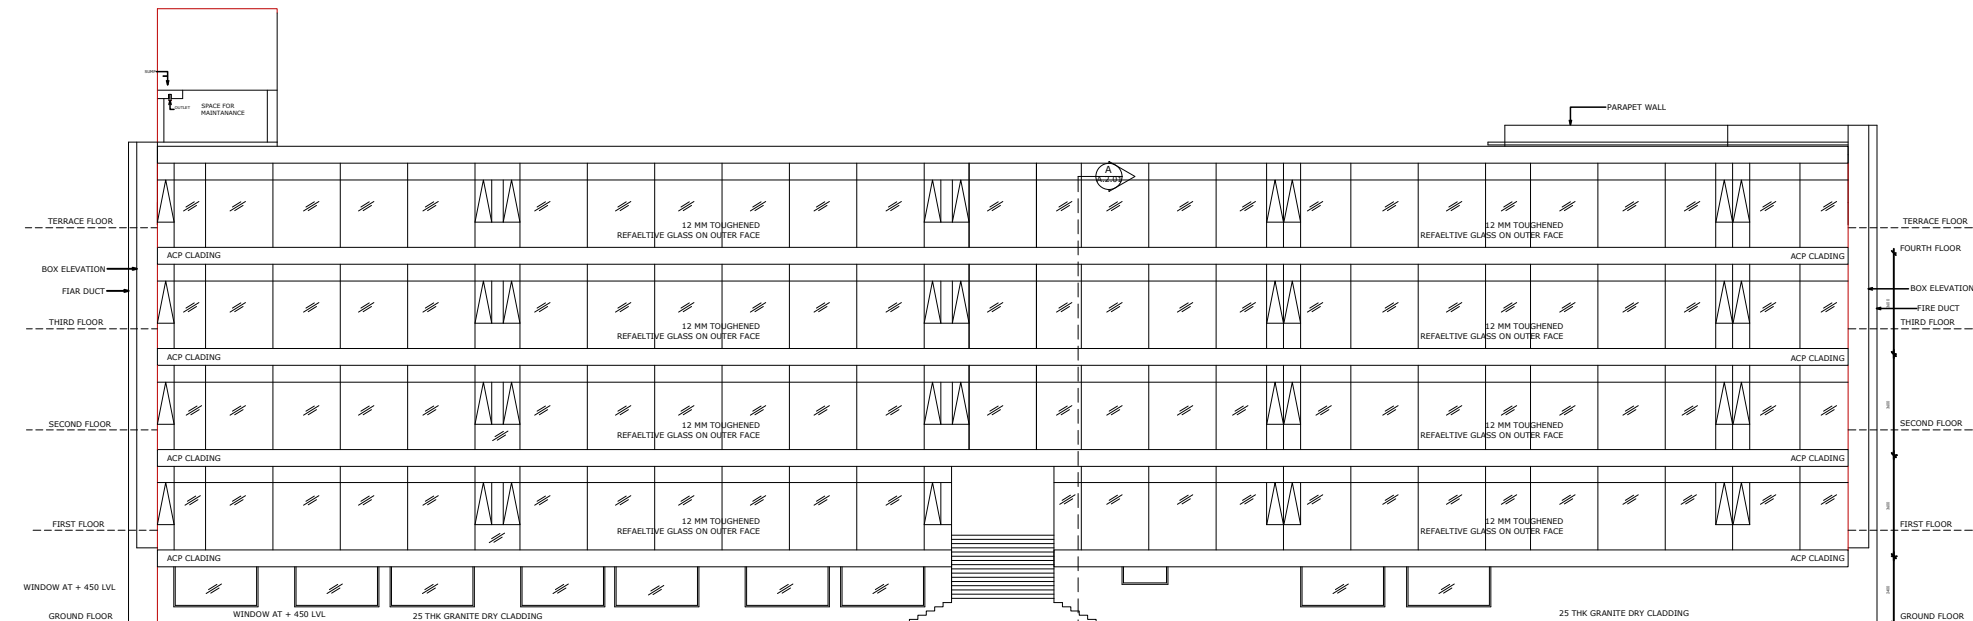 SPACE FOR
MAINTANANCE
OUTLET
PARAPET WALL
A
A.2.01
TERRACE FLOOR
12 MM TOUGHENED
REFAELTIVE GLASS ON OUTER FACE
12 MM TOUGHENED
REFAELTIVE GLASS ON OUTER FACE
TERRACE FLOOR
FOURTH FLOOR
ACP CLADING
ACP CLADING
BOX ELEVATION
FIAR DUCT
BOX ELEVATION
FIRE DUCT
THIRD FLOOR
12 MM TOUGHENED
REFAELTIVE GLASS ON OUTER FACE
12 MM TOUGHENED
REFAELTIVE GLASS ON OUTER FACE
THIRD FLOOR
ACP CLADING
ACP CLADING
SECOND FLOOR
12 MM TOUGHENED
REFAELTIVE GLASS ON OUTER FACE
12 MM TOUGHENED
REFAELTIVE GLASS ON OUTER FACE
SECOND FLOOR
ACP CLADING
ACP CLADING
FIRST FLOOR
12 MM TOUGHENED
REFAELTIVE GLASS ON OUTER FACE
12 MM TOUGHENED
REFAELTIVE GLASS ON OUTER FACE
FIRST FLOOR
ACP CLADING
ACP CLADING
WINDOW AT + 450 LVL
GROUND FLOOR
WINDOW AT + 450 LVL
25 THK GRANITE DRY CLADDING
25 THK GRANITE DRY CLADDING
GROUND FLOOR